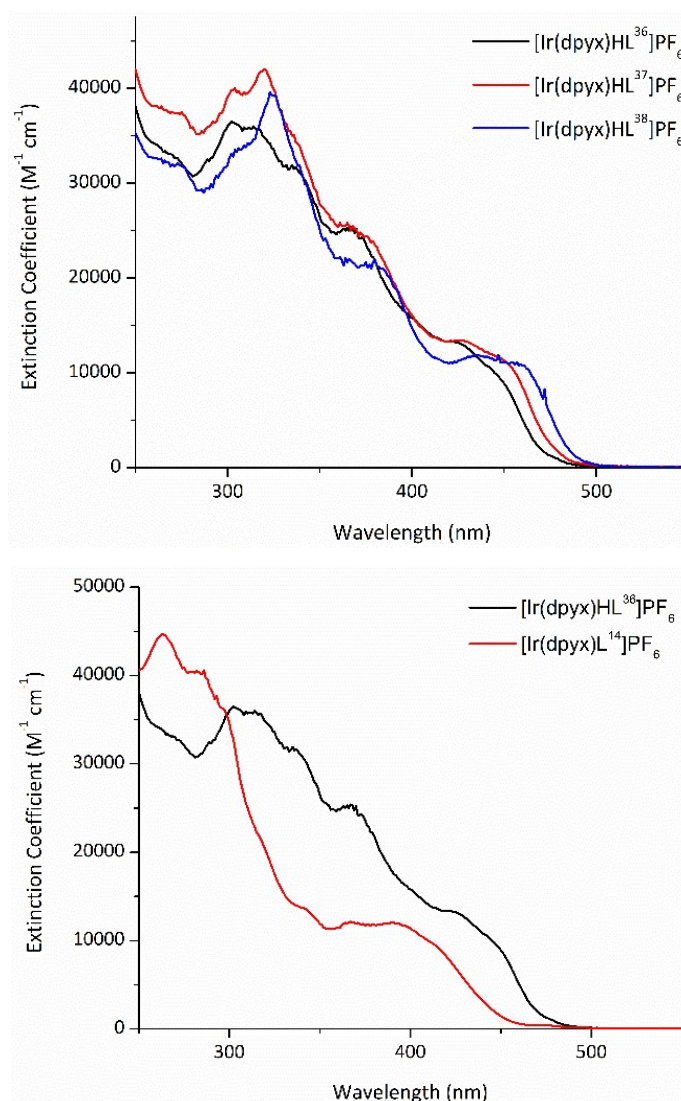 [Ir(dpyx)HL³⁶]PF₆
[Ir(dpyx)HL³⁷]PF₆
[Ir(dpyx)HL³⁸]PF₆
Extinction Coefficient (M⁻¹ cm⁻¹)
40000
30000
20000
10000
0
300
400
500
Wavelength (nm)
[Ir(dpyx)HL³⁶]PF₆
[Ir(dpyx)L¹⁴]PF₆
Extinction Coefficient (M⁻¹ cm⁻¹)
50000
40000
30000
20000
10000
0
300
400
500
Wavelength (nm)